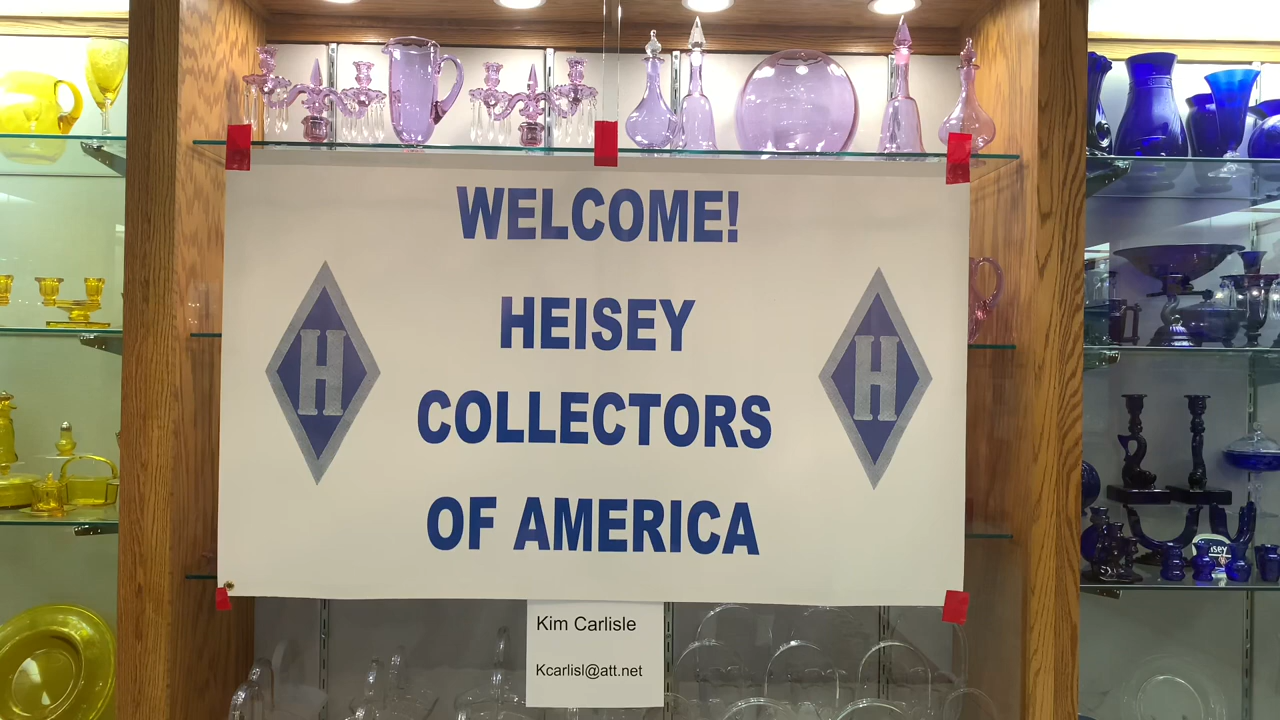 WELCOME!
HEISEY
H
H
COLLECTORS
OF AMERICA
Kim Carlisle
Kcarlisl@att.net